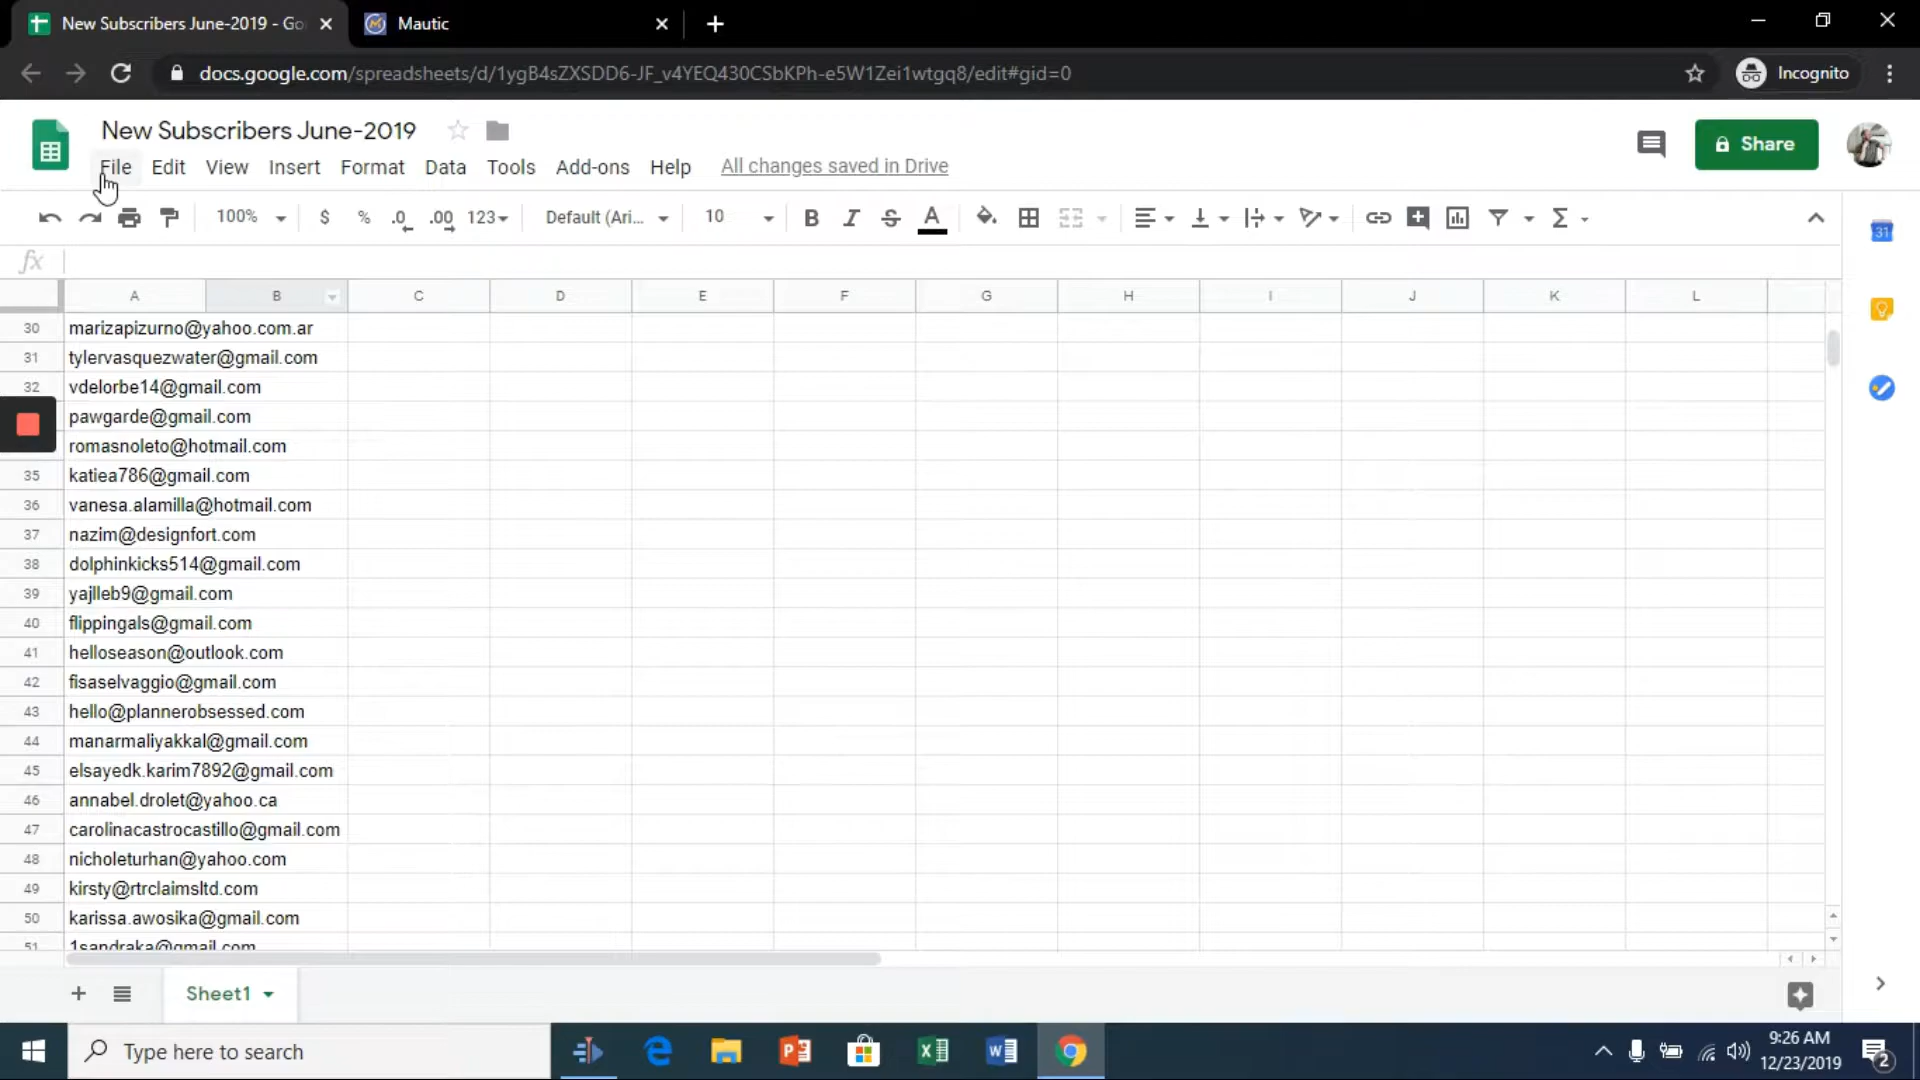 New Subscribers June-2019 - Go
Mautic
docs.google.com/spreadsheets/d/1ygB4sZXSDD6-JF_v4YEQ430CSbKPh-e5W1Zei1wtgq8/edit#gid=0
Incognito
New Subscribers June-2019
File Edit View Insert Format Data Tools Add-ons Help All changes saved in Drive
Share
100% $ % .0 .00 123 Default (Ari... 10 B I S A Σ
31
fx
A B C D E F G H I J K L
30 marizapizurno@yahoo.com.ar
31 tylervasquezwater@gmail.com
32 vdelorbe14@gmail.com
pawgarde@gmail.com
romasnoleto@hotmail.com
35 katiea786@gmail.com
36 vanesa.alamilla@hotmail.com
37 nazim@designfort.com
38 dolphinkicks514@gmail.com
39 yajlleb9@gmail.com
40 flippingals@gmail.com
41 helloseason@outlook.com
42 fisaselvaggio@gmail.com
43 hello@plannerobsessed.com
44 manarmaliyakkal@gmail.com
45 elsayedk.karim7892@gmail.com
46 annabel.drolet@yahoo.ca
47 carolinacastrocastillo@gmail.com
48 nicholeturhan@yahoo.com
49 kirsty@rtrclaimsltd.com
50 karissa.awosika@gmail.com
51 1sandraka@gmail.com
Sheet1
Type here to search
9:26 AM
12/23/2019
2